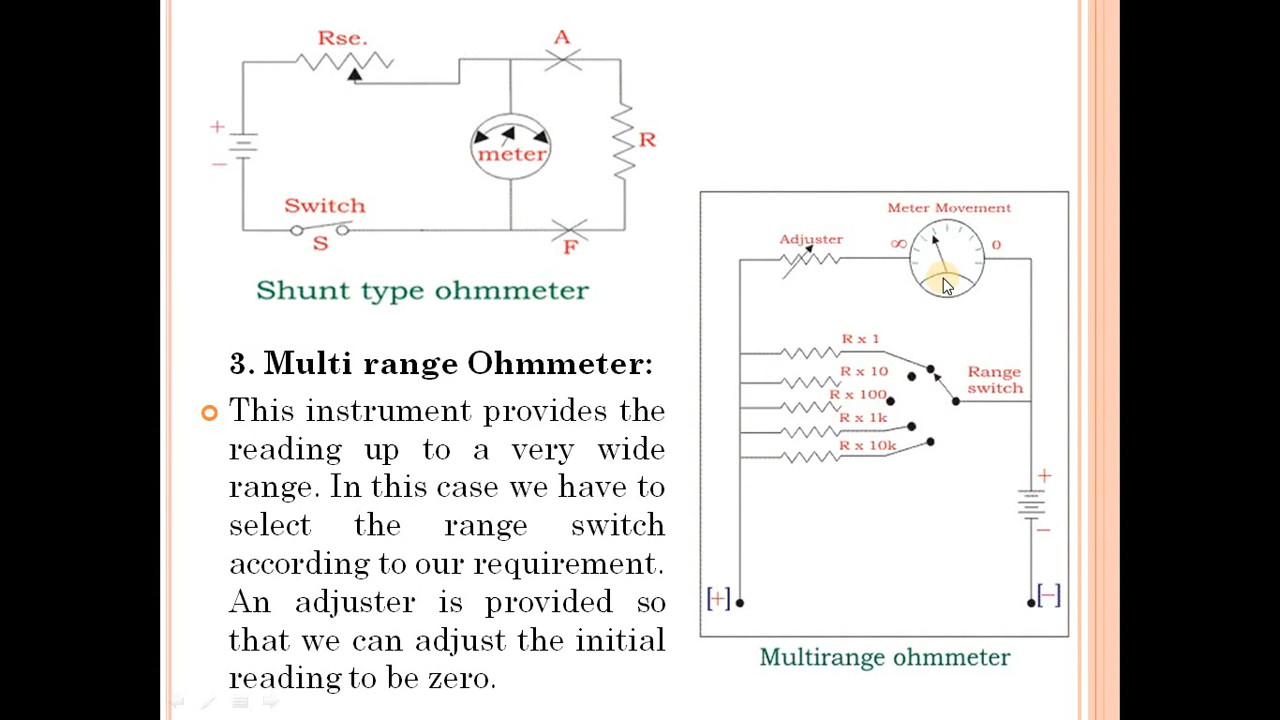 Rse.
A
+
−
meter
R
Switch
S
F
Shunt type ohmmeter
3. Multi range Ohmmeter:
This instrument provides the
reading up to a very wide
range. In this case we have to
select the range switch
according to our requirement.
An adjuster is provided so
that we can adjust the initial
reading to be zero.
Meter Movement
Adjuster
∞
0
R x 1
R x 10
R x 100
R x 1k
R x 10k
Range
switch
+
−
[+]
[−]
Multirange ohmmeter